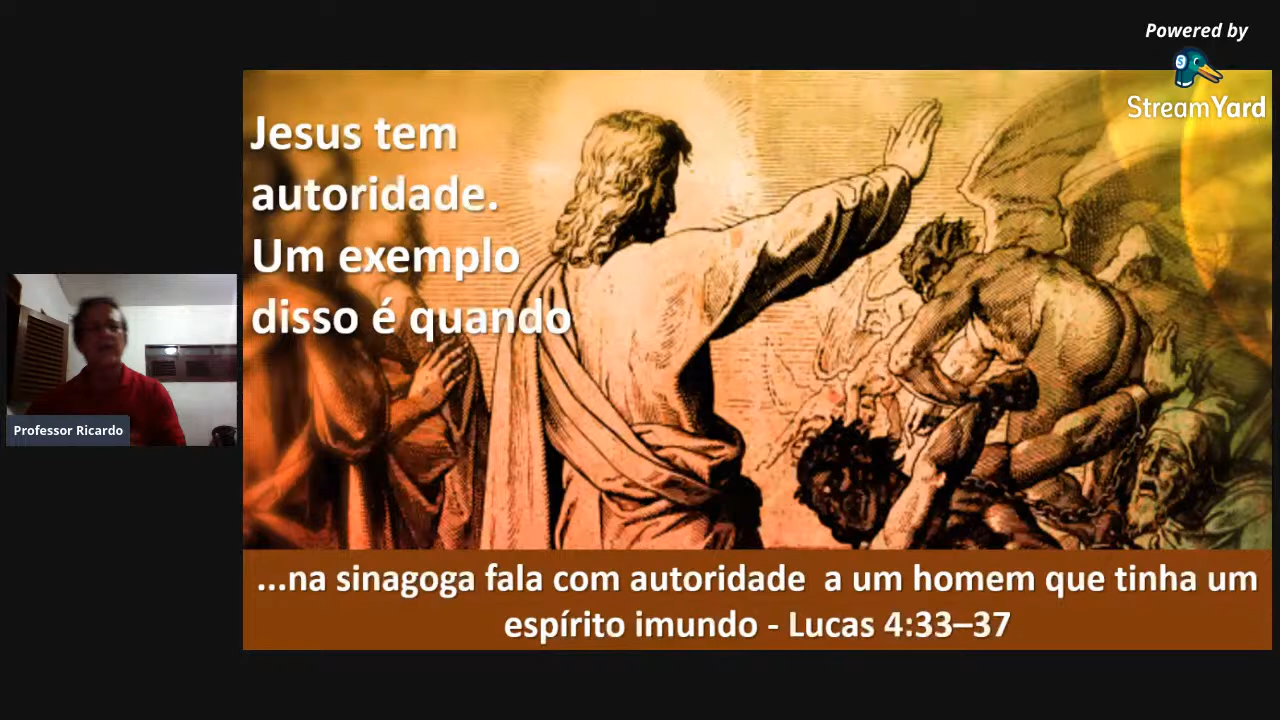 Powered by
StreamYard
Jesus tem
autoridade.
Um exemplo
disso é quando
Professor Ricardo
...na sinagoga fala com autoridade a um homem que tinha um
espírito imundo - Lucas 4:33–37